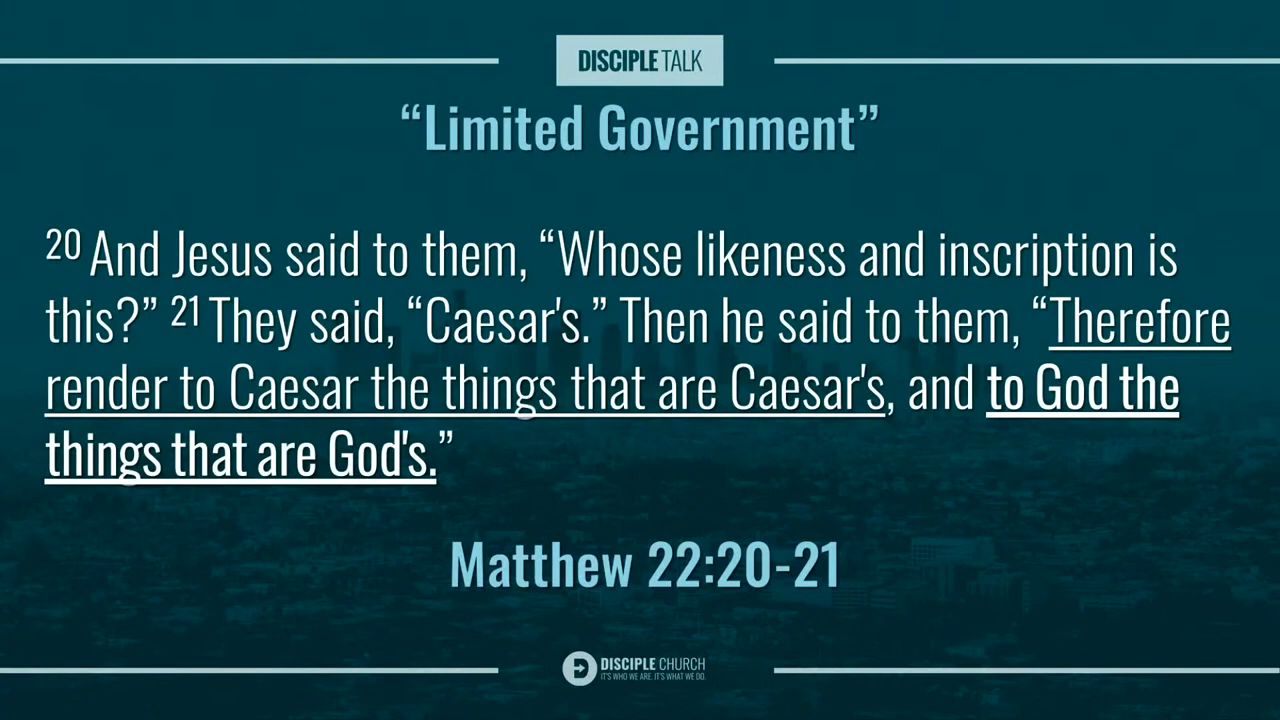 DISCIPLE TALK
“Limited Government”
20 And Jesus said to them, “Whose likeness and inscription is
this?” 21 They said, “Caesar's.” Then he said to them, “Therefore
render to Caesar the things that are Caesar's, and to God the
things that are God's.”
Matthew 22:20-21
DISCIPLE CHURCH
IT'S WHO WE ARE. IT'S WHAT WE DO.